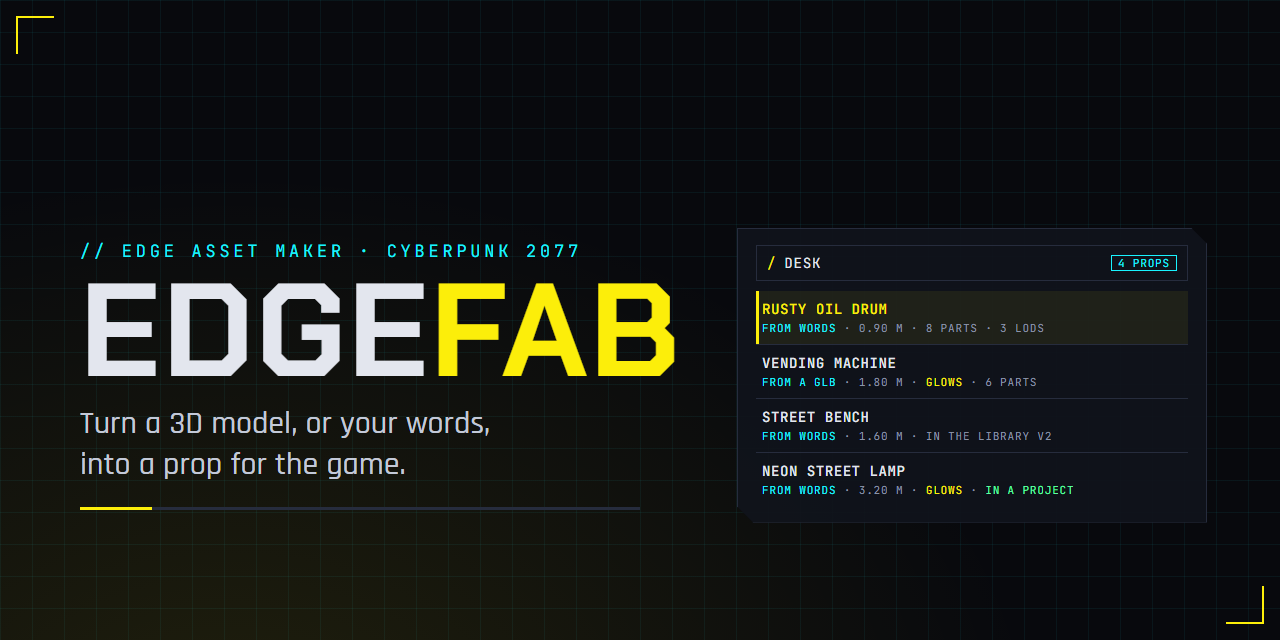 // EDGE ASSET MAKER · CYBERPUNK 2077
EDGEFAB
Turn a 3D model, or your words,
into a prop for the game.
/ DESK
4 PROPS
RUSTY OIL DRUM
FROM WORDS · 0.90 M · 8 PARTS · 3 LODS
VENDING MACHINE
FROM A GLB · 1.80 M · GLOWS · 6 PARTS
STREET BENCH
FROM WORDS · 1.60 M · IN THE LIBRARY V2
NEON STREET LAMP
FROM WORDS · 3.20 M · GLOWS · IN A PROJECT